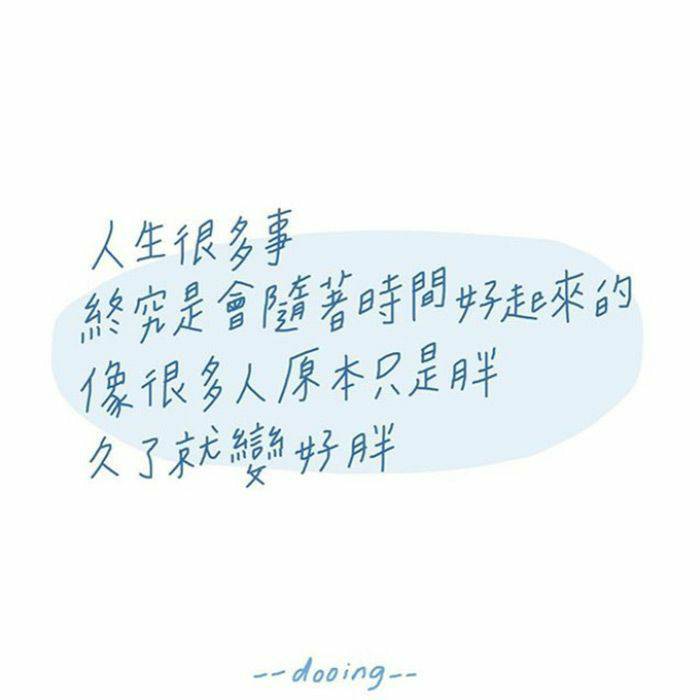 人生很多事
終究是會隨著時間好起來的
像很多人原本只是胖
久了就變好胖
--dooing--